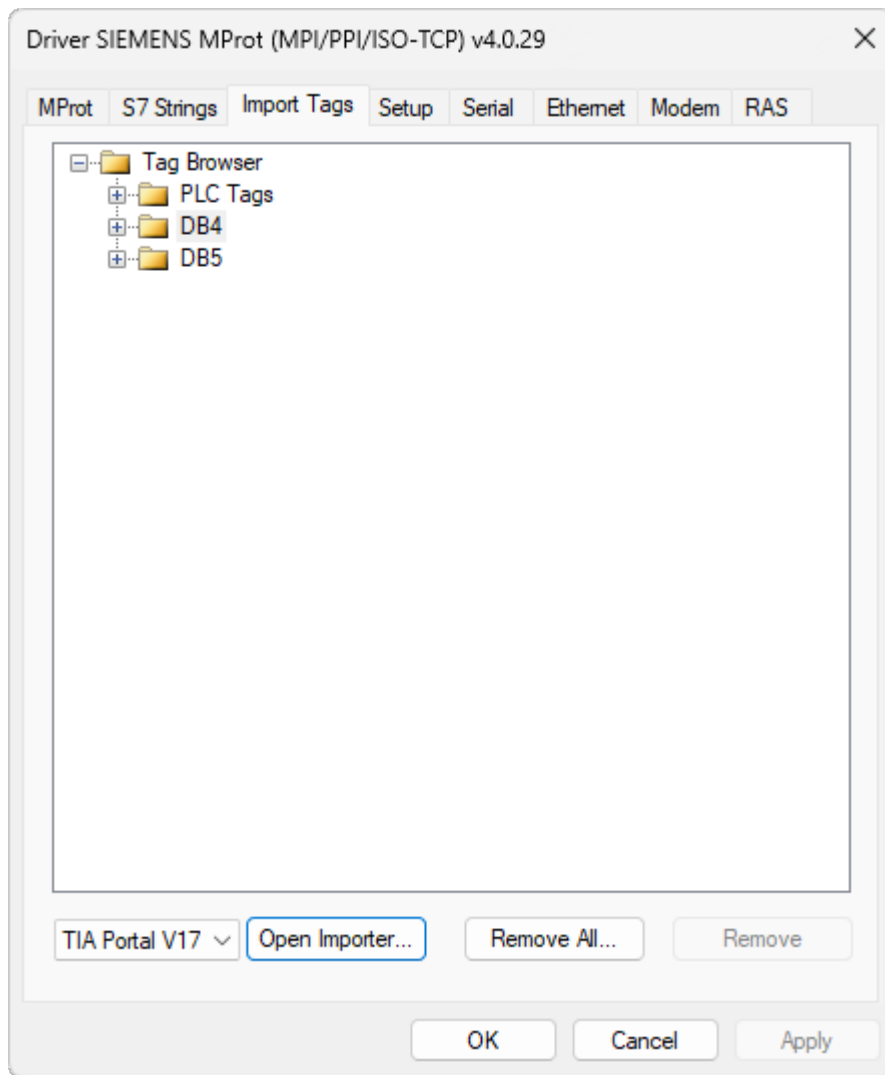 Driver SIEMENS MProt (MPI/PPI/ISO-TCP) v4.0.29
MProt S7 Strings Import Tags Setup Serial Ethernet Modem RAS
Tag Browser
PLC Tags
DB4
DB5
TIA Portal V17 Open Importer... Remove All... Remove
OK Cancel Apply